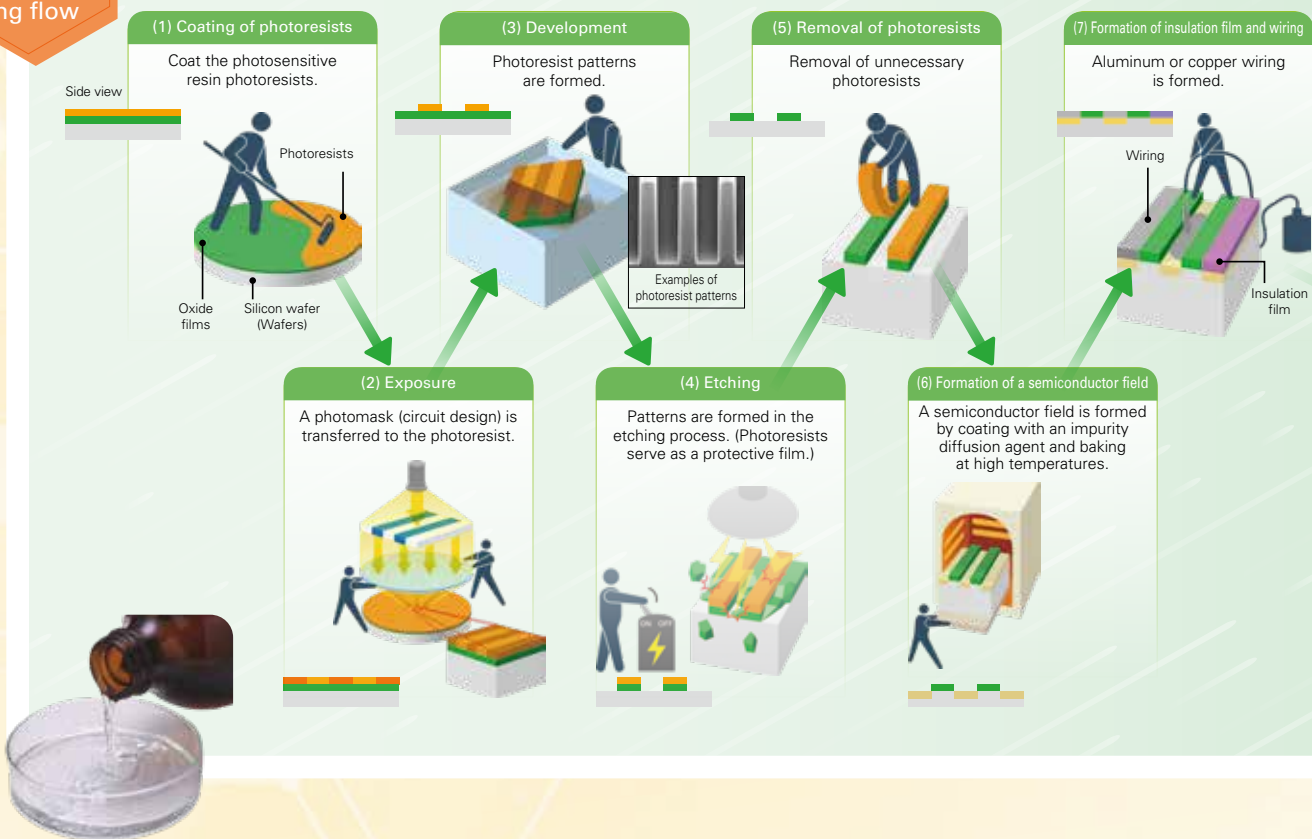 ng flow
(1) Coating of photoresists
Coat the photosensitive
resin photoresists.
Side view
Photoresists
Oxide
films
Silicon wafer
(Wafers)
(2) Exposure
A photomask (circuit design) is
transferred to the photoresist.
(3) Development
Photoresist patterns
are formed.
Examples of
photoresist patterns
(4) Etching
Patterns are formed in the
etching process. (Photoresists
serve as a protective film.)
ON OFF
(5) Removal of photoresists
Removal of unnecessary
photoresists
(6) Formation of a semiconductor field
A semiconductor field is formed
by coating with an impurity
diffusion agent and baking
at high temperatures.
(7) Formation of insulation film and wiring
Aluminum or copper wiring
is formed.
Wiring
Insulation
film